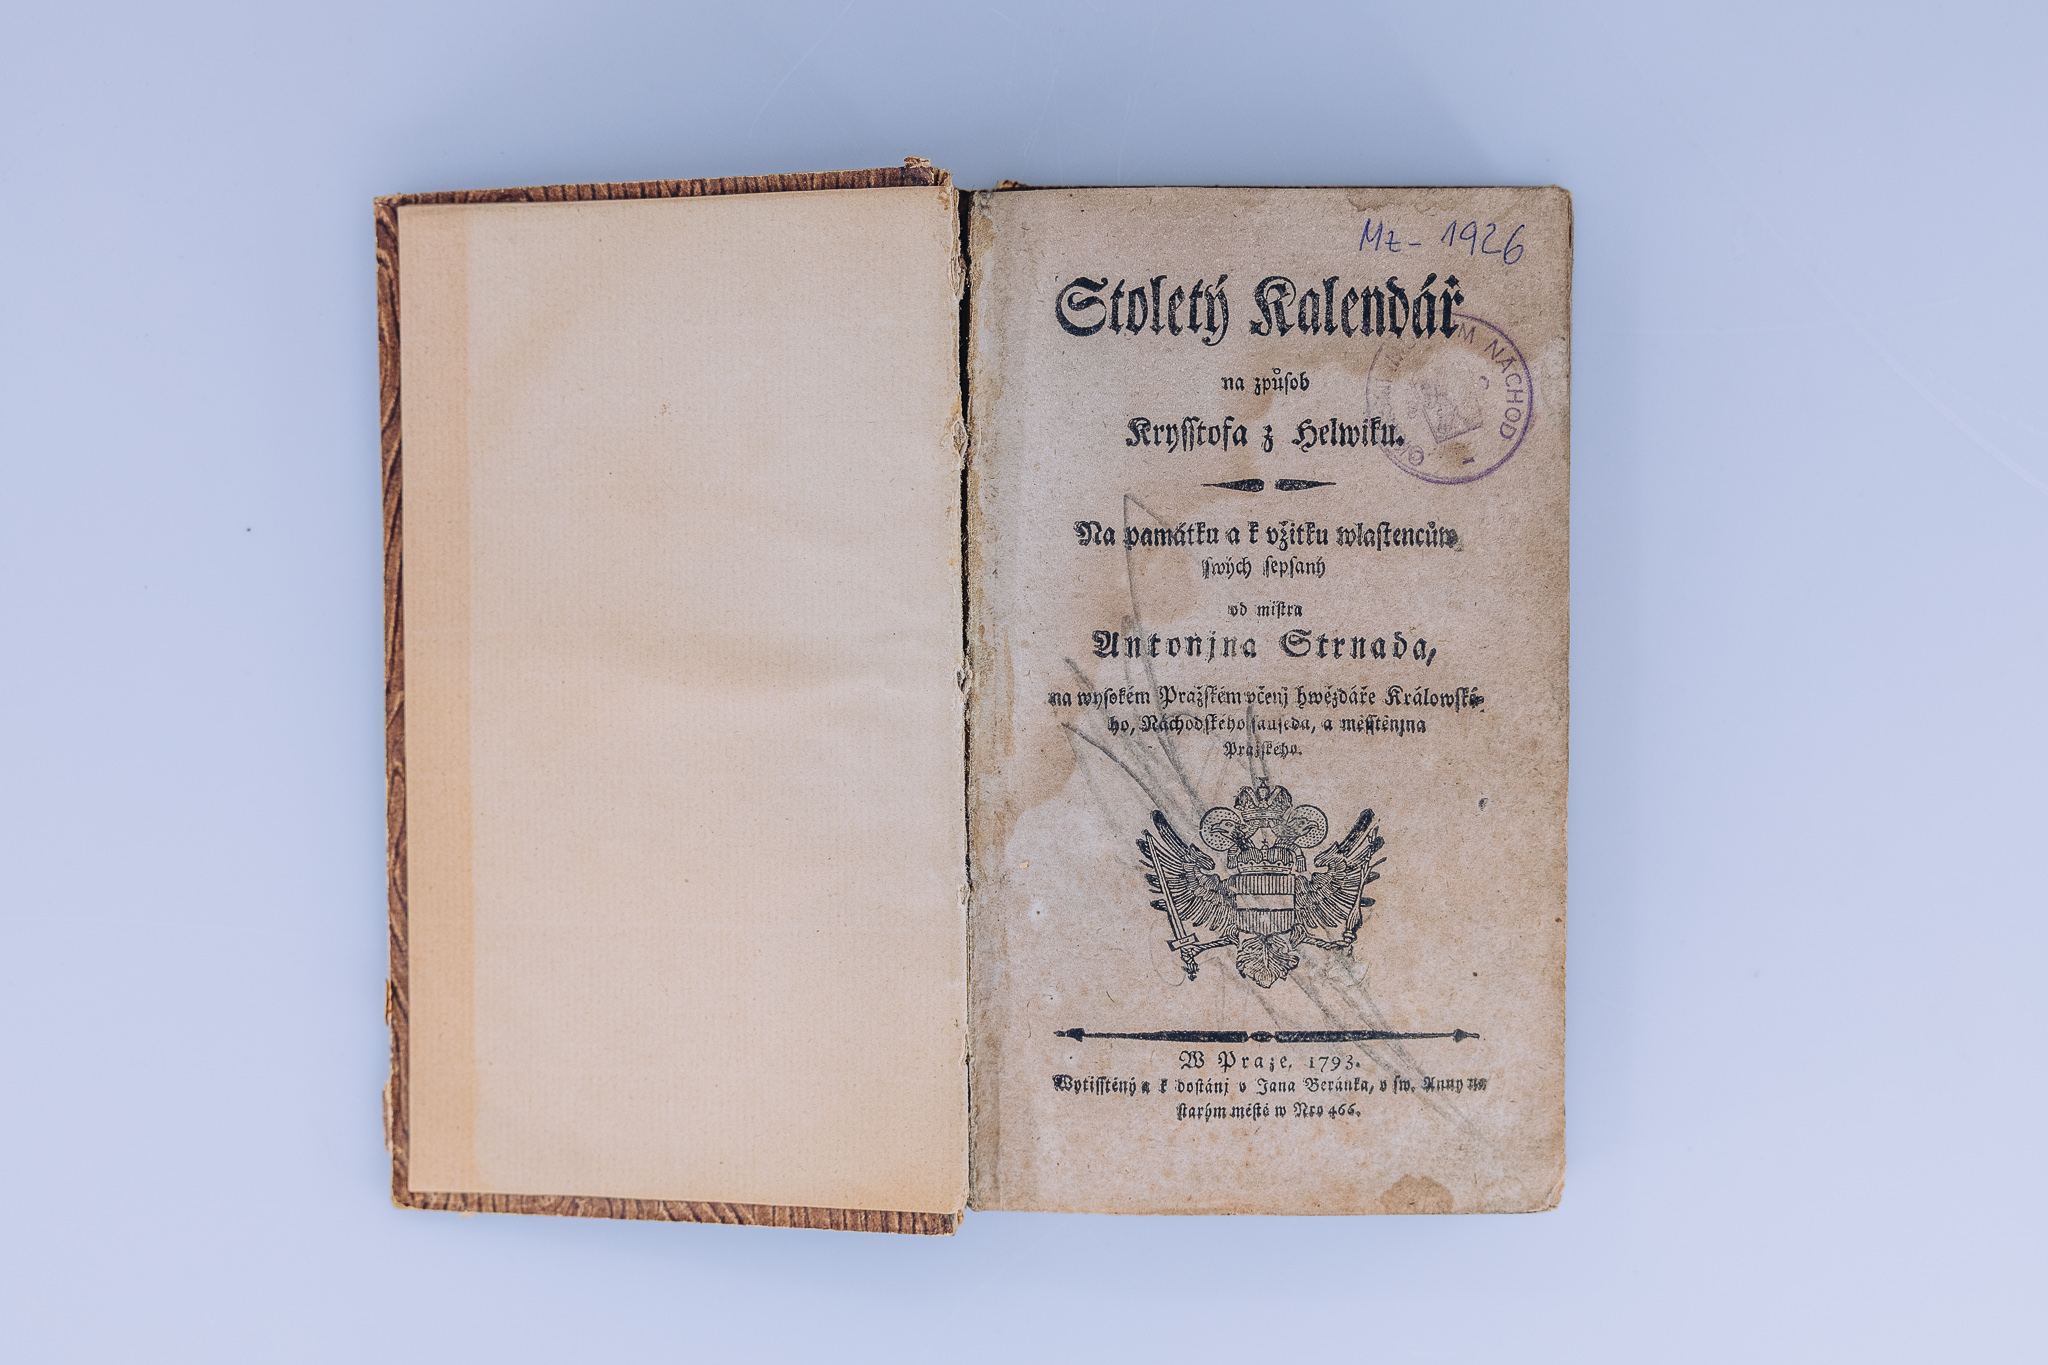 Mz - 1926
Stoletý Kalendář
na způſob
Kryſſtofa z Helwiku.
M NÁCHOD
Na památku a k vžitku wlaſtencůw
ſwých ſepſaný
od miſtra
Antonjna Strnada,
na wyſokém Pražſkém včenj hwězdáře Králowſké-
ho, Náchodſkého ſauſeda, a měſſtěnjna
Pražſkého.
W Praze, 1793.
Wytiſſtěný a k doſtánj v Jana Beránka, v ſw. Anny na
ſtarým měſtě w Nro 466.